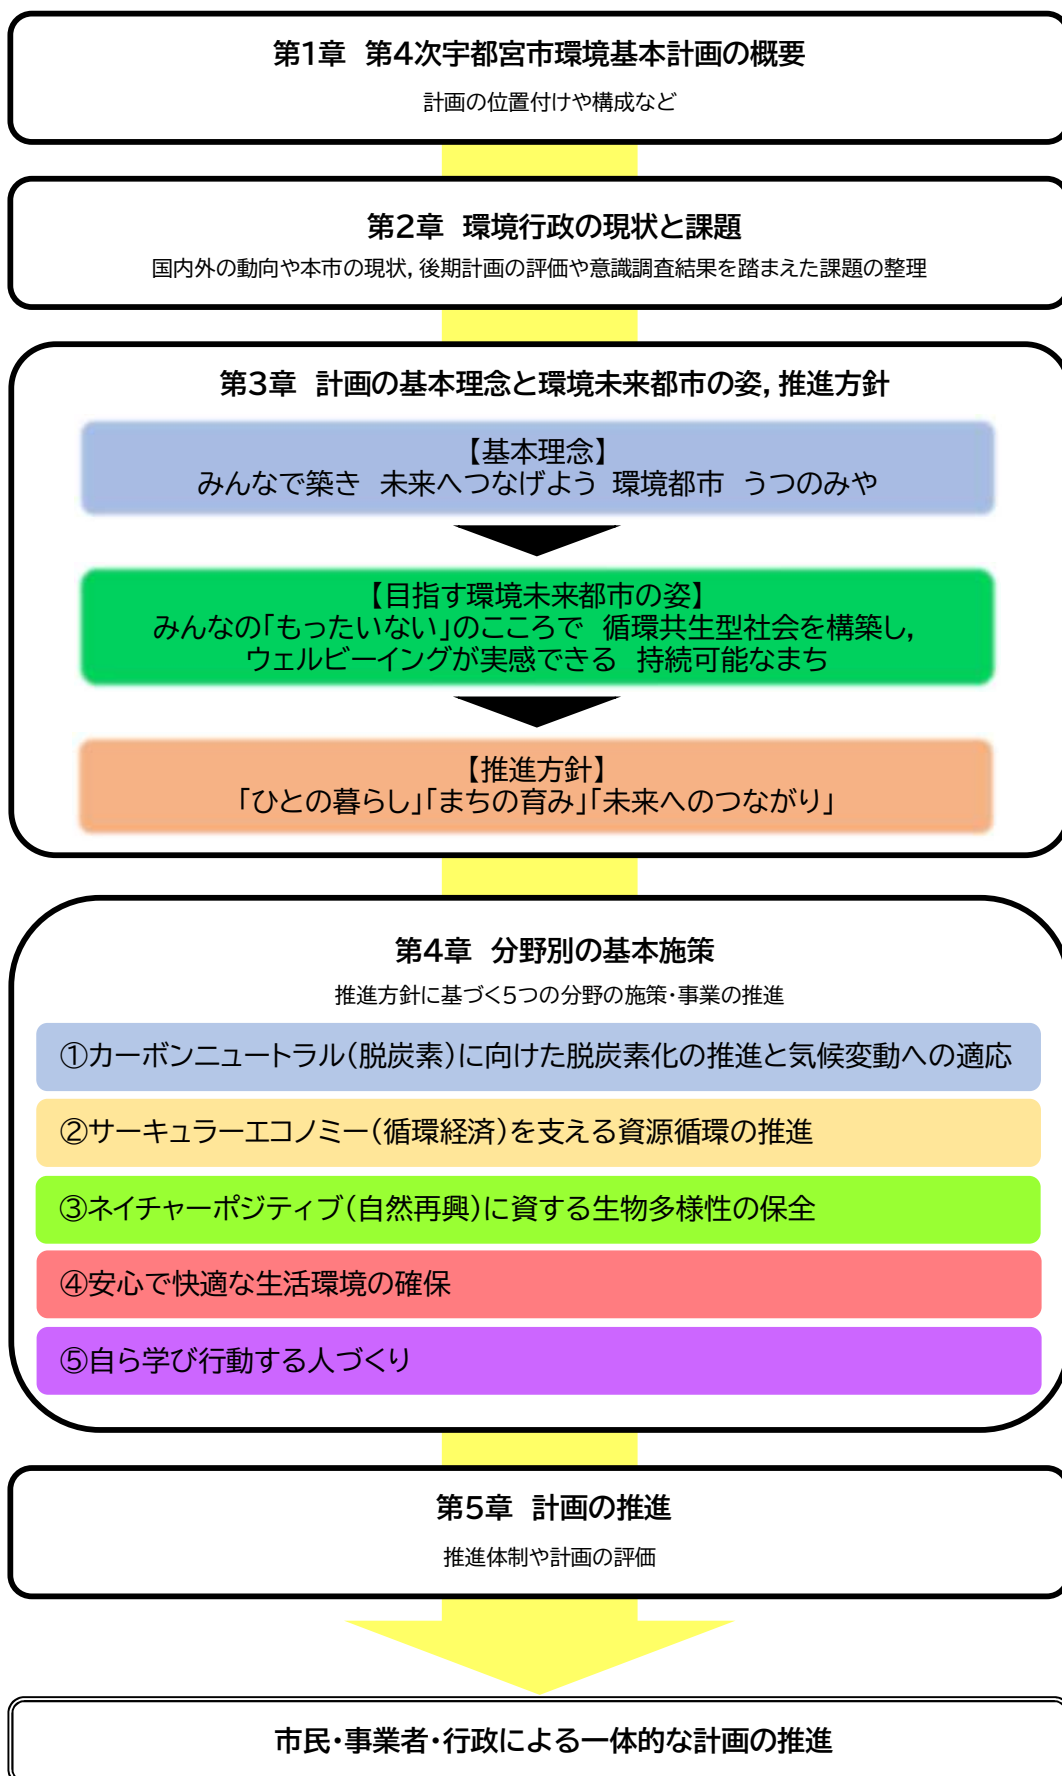 第1章 第4次宇都宮市環境基本計画の概要
計画の位置付けや構成など
第2章 環境行政の現状と課題
国内外の動向や本市の現状,後期計画の評価や意識調査結果を踏まえた課題の整理
第3章 計画の基本理念と環境未来都市の姿,推進方針
【基本理念】
みんなで築き 未来へつなげよう 環境都市 うつのみや
【目指す環境未来都市の姿】
みんなの「もったいない」のこころで 循環共生型社会を構築し,
ウェルビーイングが実感できる 持続可能なまち
【推進方針】
「ひとの暮らし」「まちの育み」「未来へのつながり」
第4章 分野別の基本施策
推進方針に基づく5つの分野の施策・事業の推進
①カーボンニュートラル(脱炭素)に向けた脱炭素化の推進と気候変動への適応
②サーキュラーエコノミー(循環経済)を支える資源循環の推進
③ネイチャーポジティブ(自然再興)に資する生物多様性の保全
④安心で快適な生活環境の確保
⑤自ら学び行動する人づくり
第5章 計画の推進
推進体制や計画の評価
市民・事業者・行政による一体的な計画の推進